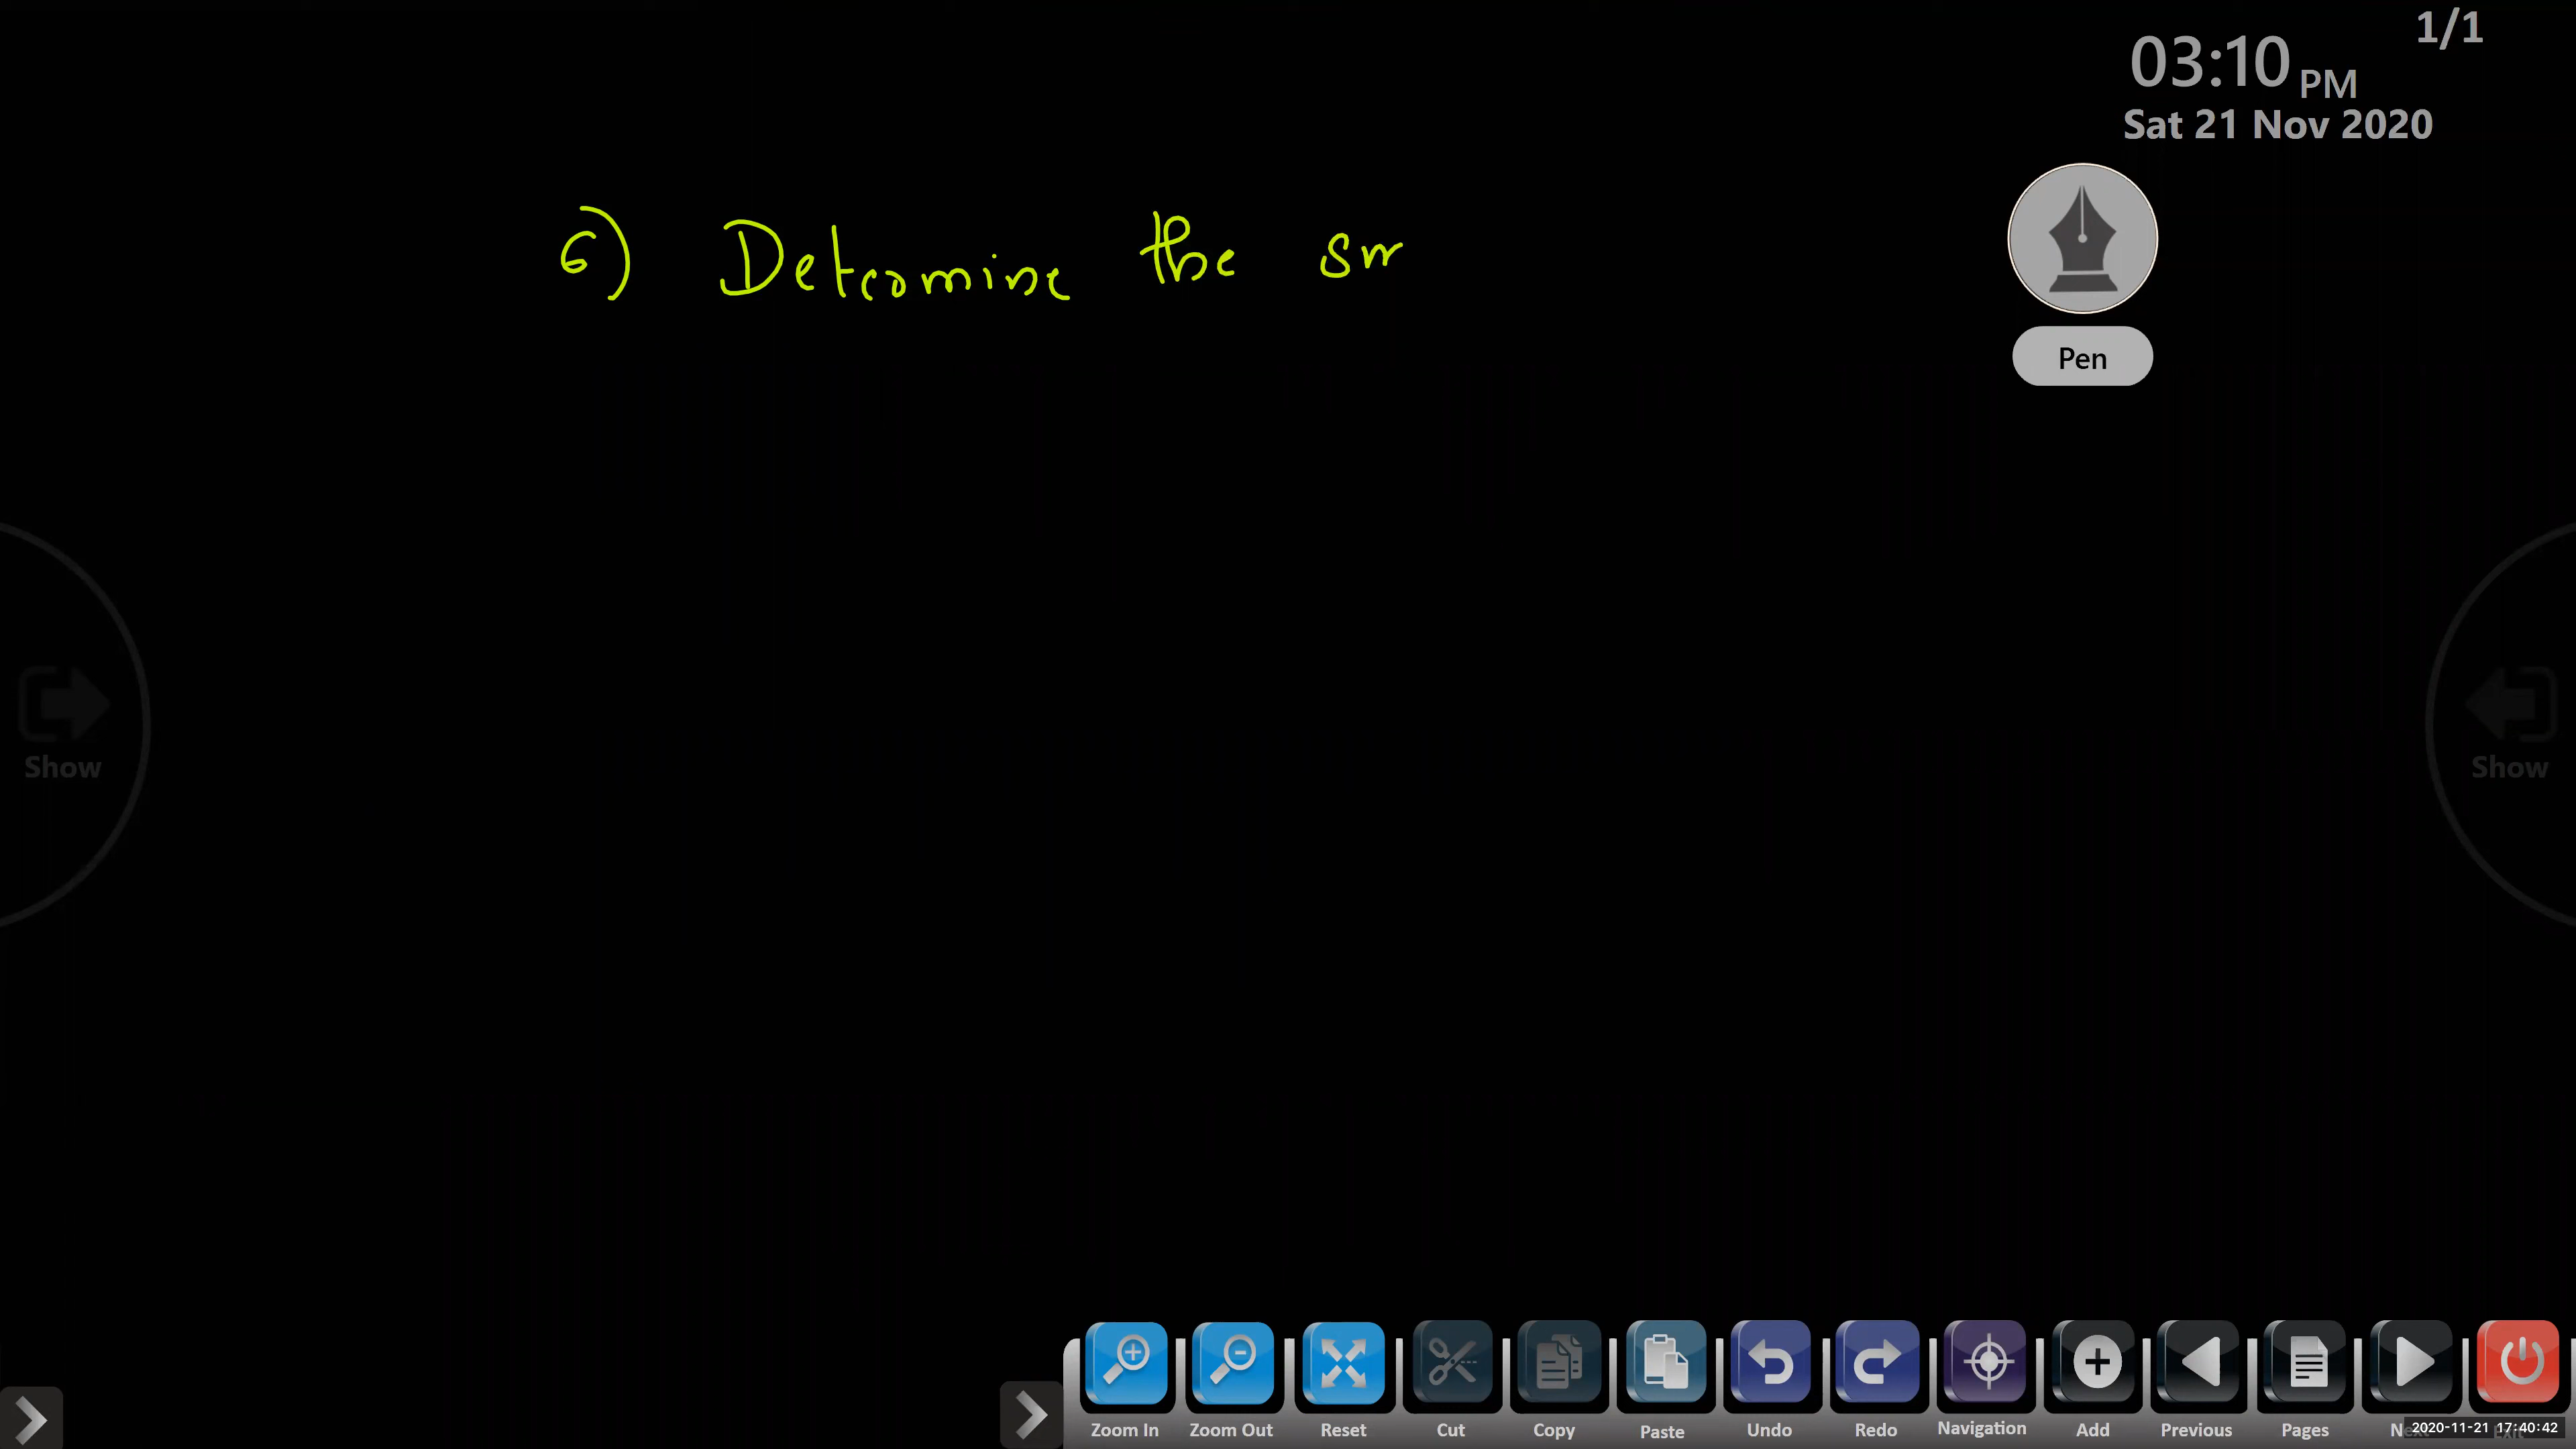 1/1
03:10 PM
Sat 21 Nov 2020
6) Determine the sm
Pen
Show
Show
Zoom In Zoom Out Reset Cut Copy Paste Undo Redo Navigation Add Previous Pages
2020-11-21 17:40:42